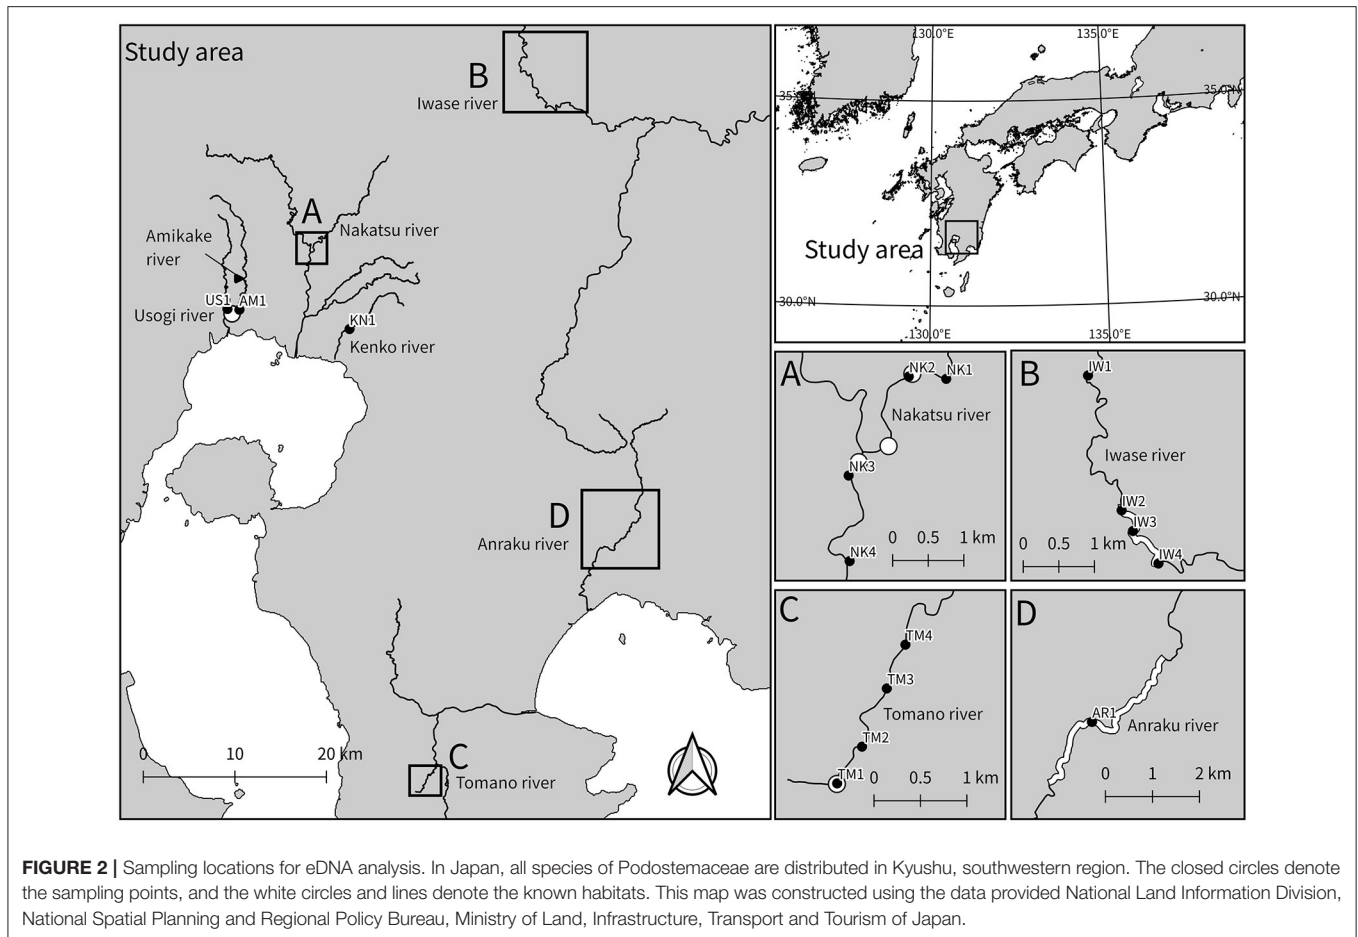 Study area
B
Iwase river
A
Nakatsu river
Amikake
river
US1 AM1
Usogi river
KN1
Kenko river
D
Anraku river
C
Tomano river
0 10 20 km
130.0°E 135.0°E
35.0°N
Study area
30.0°N 30.0°N
130.0°E 135.0°E
A
NK2 NK1
Nakatsu river
NK3
0 0.5 1 km
NK4
B
IW1
Iwase river
IW2
IW3
0 0.5 1 km
IW4
C
TM4
TM3
Tomano river
TM2
TM1
0 0.5 1 km
D
AR1
Anraku river
0 1 2 km
FIGURE 2 | Sampling locations for eDNA analysis. In Japan, all species of Podostemaceae are distributed in Kyushu, southwestern region. The closed circles denote
the sampling points, and the white circles and lines denote the known habitats. This map was constructed using the data provided National Land Information Division,
National Spatial Planning and Regional Policy Bureau, Ministry of Land, Infrastructure, Transport and Tourism of Japan.